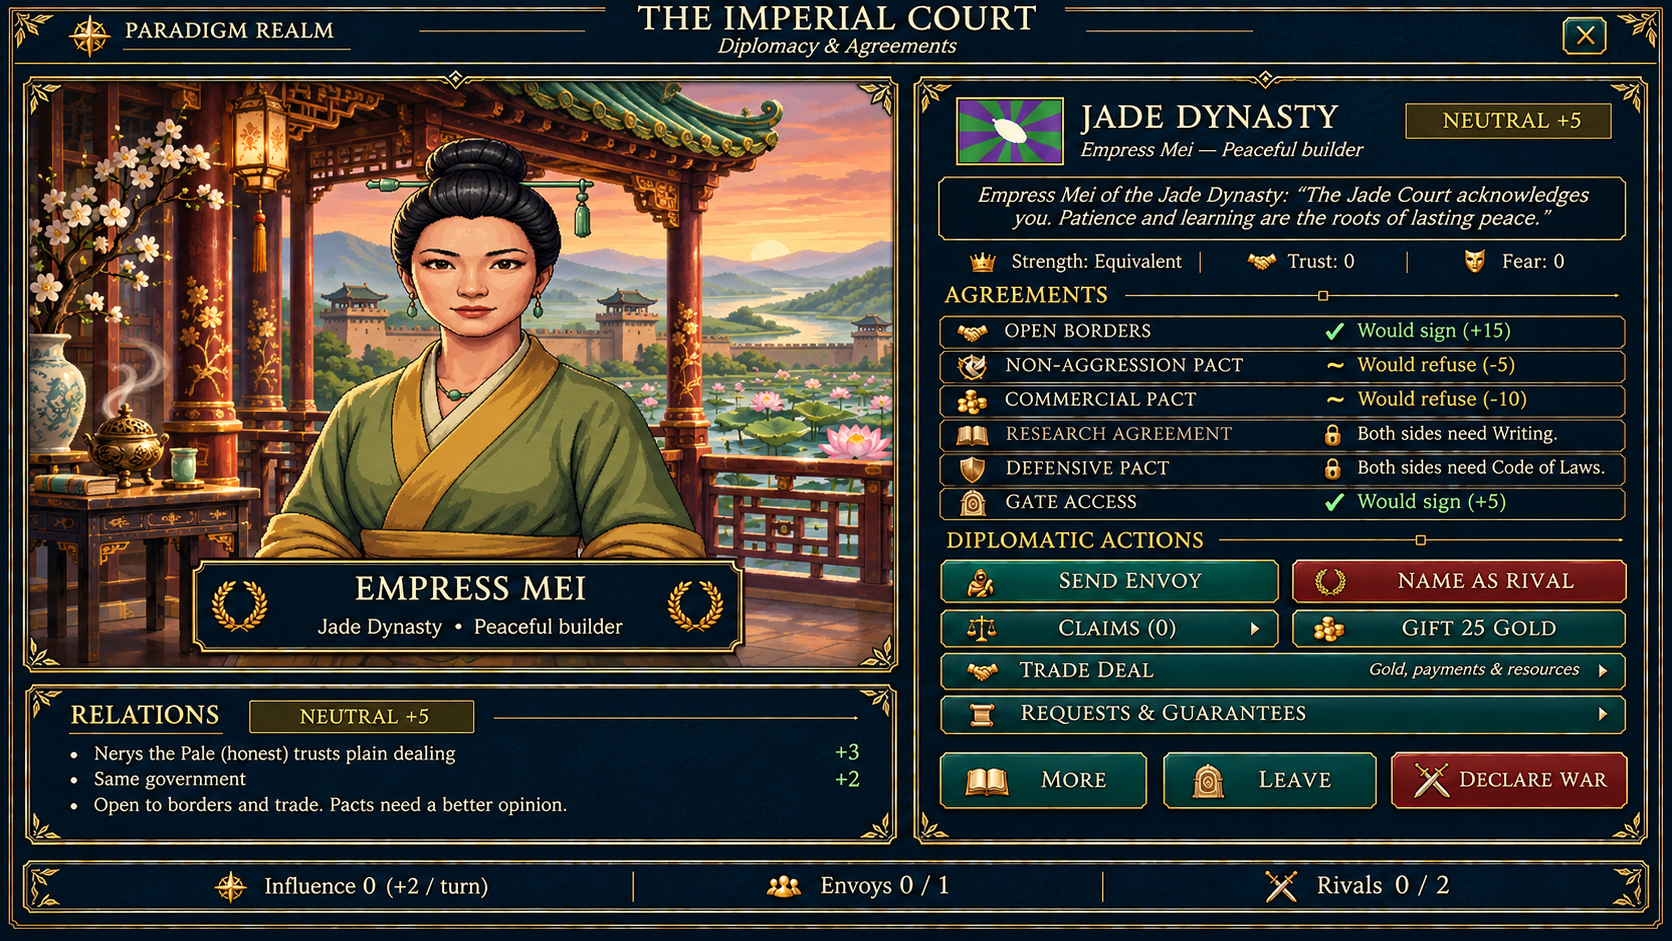 PARADIGM REALM
THE IMPERIAL COURT
Diplomacy & Agreements
EMPRESS MEI
Jade Dynasty • Peaceful builder
RELATIONS
NEUTRAL +5
• Nerys the Pale (honest) trusts plain dealing +3
• Same government +2
• Open to borders and trade. Pacts need a better opinion.
JADE DYNASTY
Empress Mei — Peaceful builder
NEUTRAL +5
Empress Mei of the Jade Dynasty: “The Jade Court acknowledges
you. Patience and learning are the roots of lasting peace.”
Strength: Equivalent
Trust: 0
Fear: 0
AGREEMENTS
OPEN BORDERS ✓ Would sign (+15)
NON-AGGRESSION PACT ~ Would refuse (-5)
COMMERCIAL PACT ~ Would refuse (-10)
RESEARCH AGREEMENT Both sides need Writing.
DEFENSIVE PACT Both sides need Code of Laws.
GATE ACCESS ✓ Would sign (+5)
DIPLOMATIC ACTIONS
SEND ENVOY
NAME AS RIVAL
CLAIMS (0)
GIFT 25 GOLD
TRADE DEAL Gold, payments & resources
REQUESTS & GUARANTEES
MORE
LEAVE
DECLARE WAR
Influence 0 (+2 / turn)
Envoys 0 / 1
Rivals 0 / 2